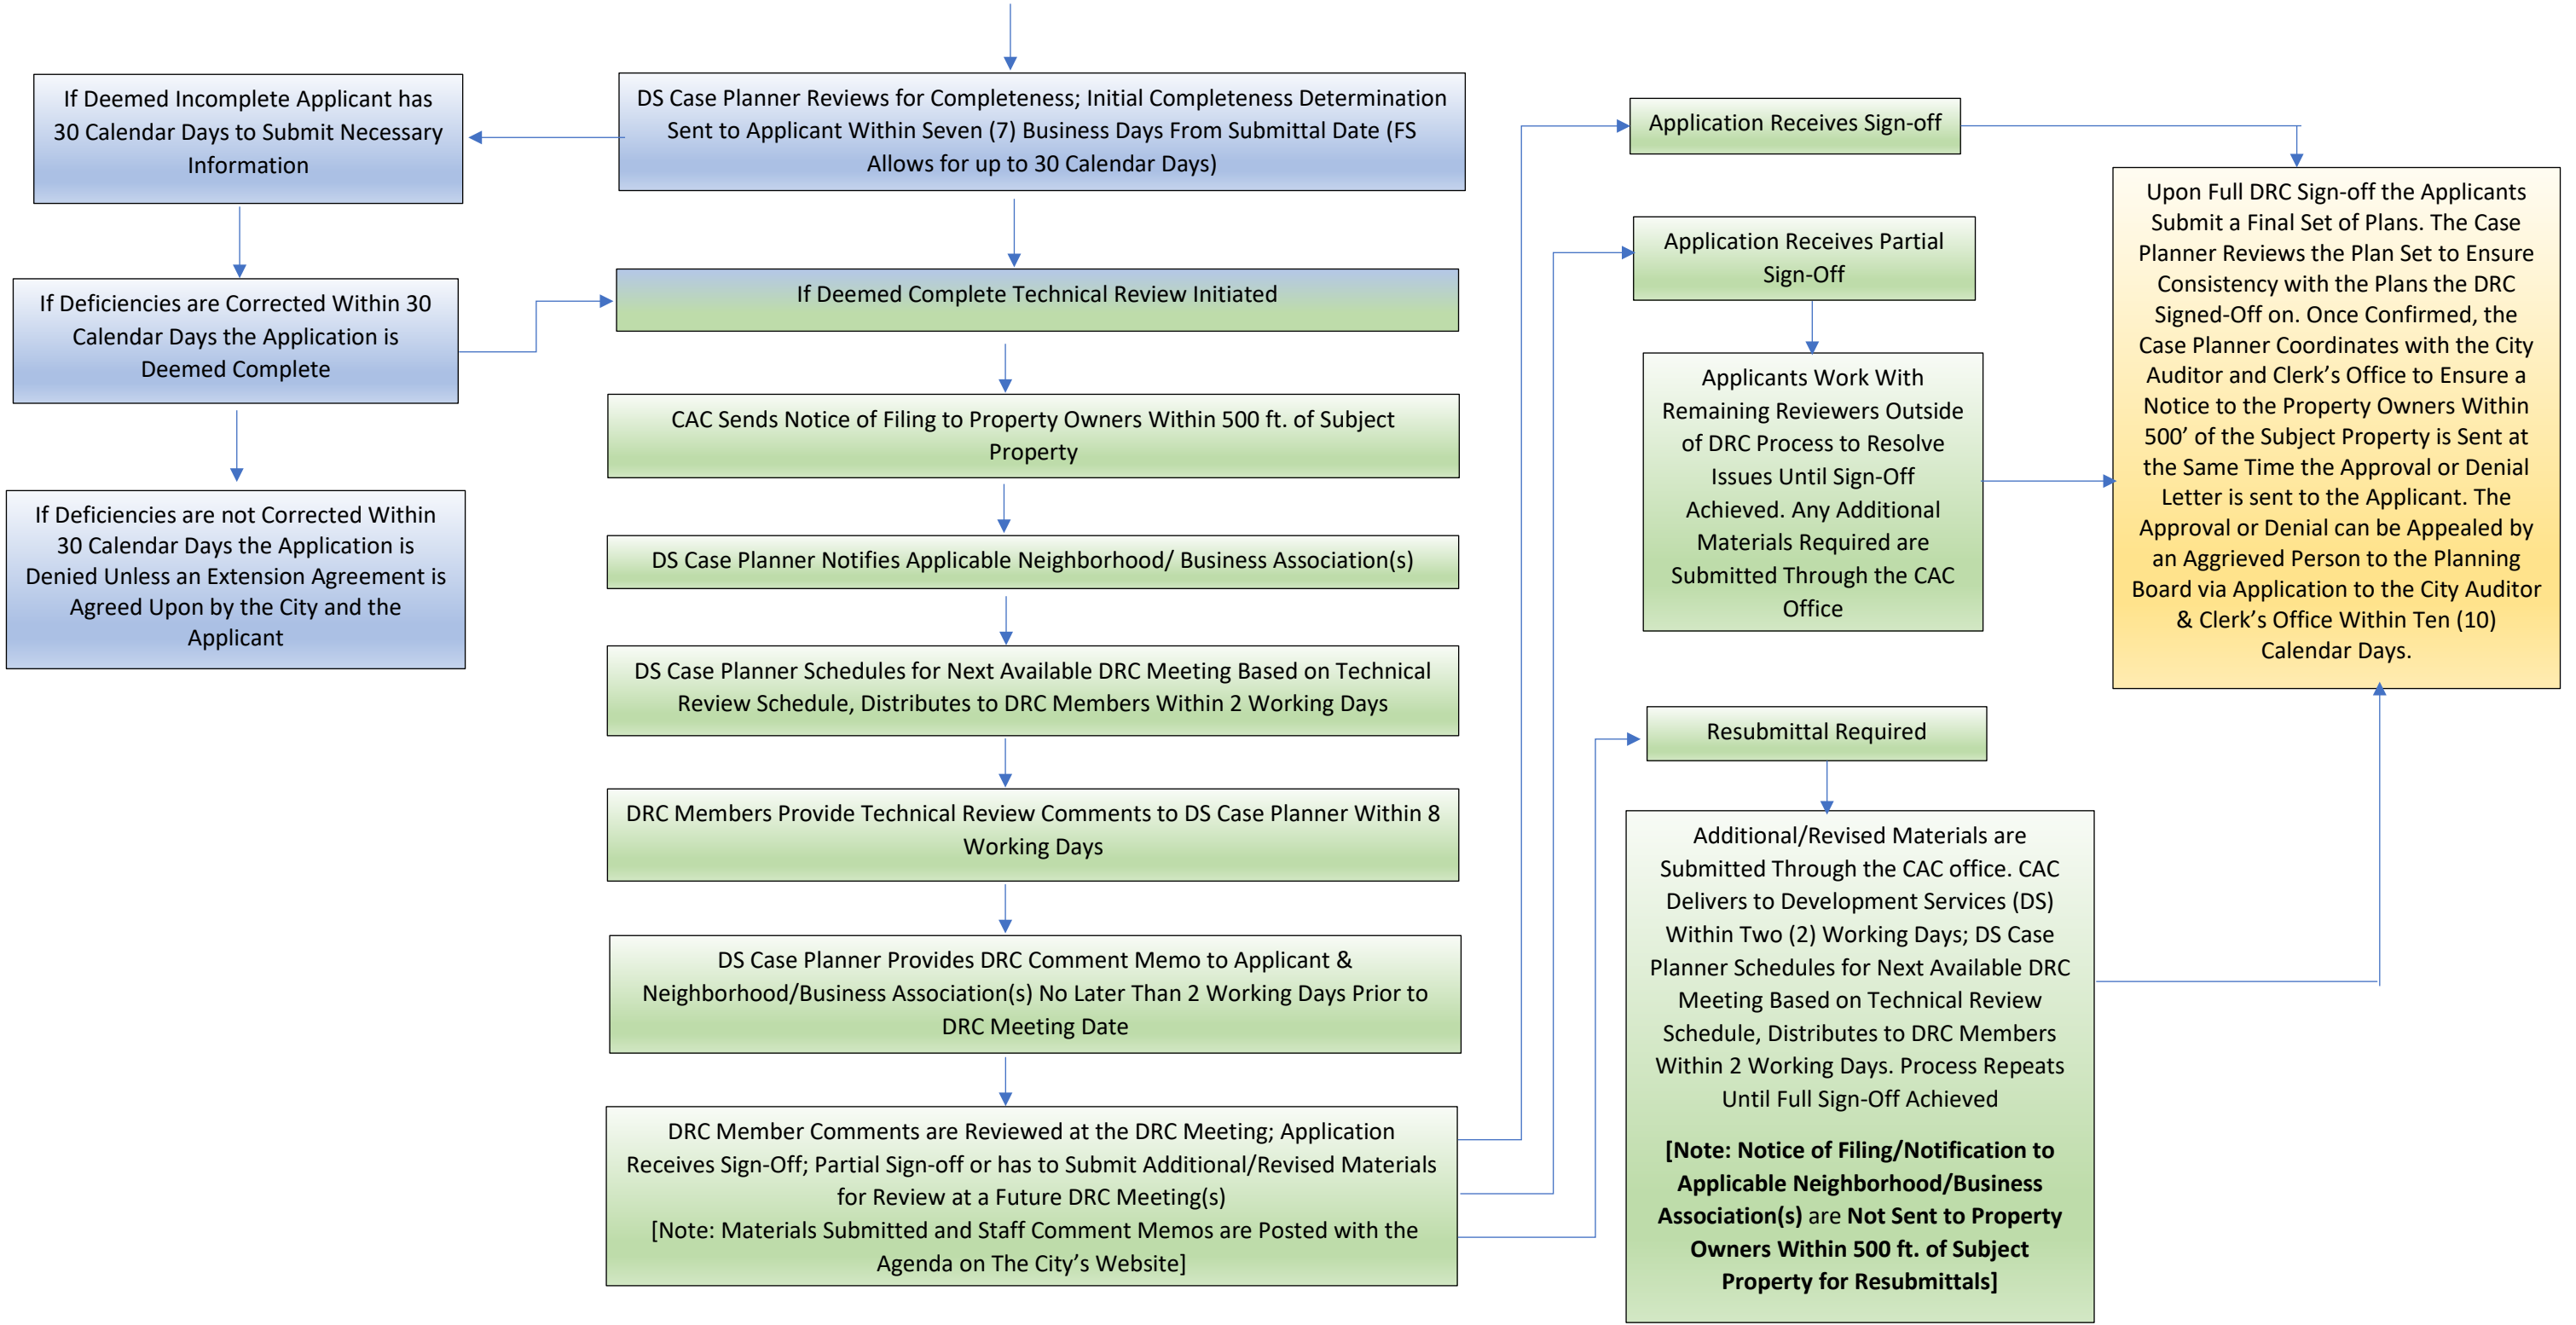 If Deemed Incomplete Applicant has
30 Calendar Days to Submit Necessary
Information
If Deficiencies are Corrected Within 30
Calendar Days the Application is
Deemed Complete
If Deficiencies are not Corrected Within
30 Calendar Days the Application is
Denied Unless an Extension Agreement is
Agreed Upon by the City and the
Applicant
DS Case Planner Reviews for Completeness; Initial Completeness Determination
Sent to Applicant Within Seven (7) Business Days From Submittal Date (FS
Allows for up to 30 Calendar Days)
If Deemed Complete Technical Review Initiated
CAC Sends Notice of Filing to Property Owners Within 500 ft. of Subject
Property
DS Case Planner Notifies Applicable Neighborhood/ Business Association(s)
DS Case Planner Schedules for Next Available DRC Meeting Based on Technical
Review Schedule, Distributes to DRC Members Within 2 Working Days
DRC Members Provide Technical Review Comments to DS Case Planner Within 8
Working Days
DS Case Planner Provides DRC Comment Memo to Applicant &
Neighborhood/Business Association(s) No Later Than 2 Working Days Prior to
DRC Meeting Date
DRC Member Comments are Reviewed at the DRC Meeting; Application
Receives Sign-Off; Partial Sign-off or has to Submit Additional/Revised Materials
for Review at a Future DRC Meeting(s)
[Note: Materials Submitted and Staff Comment Memos are Posted with the
Agenda on The City’s Website]
Application Receives Sign-off
Application Receives Partial
Sign-Off
Applicants Work With
Remaining Reviewers Outside
of DRC Process to Resolve
Issues Until Sign-Off
Achieved. Any Additional
Materials Required are
Submitted Through the CAC
Office
Resubmittal Required
Additional/Revised Materials are
Submitted Through the CAC office. CAC
Delivers to Development Services (DS)
Within Two (2) Working Days; DS Case
Planner Schedules for Next Available DRC
Meeting Based on Technical Review
Schedule, Distributes to DRC Members
Within 2 Working Days. Process Repeats
Until Full Sign-Off Achieved
[Note: Notice of Filing/Notification to
Applicable Neighborhood/Business
Association(s) are Not Sent to Property
Owners Within 500 ft. of Subject
Property for Resubmittals]
Upon Full DRC Sign-off the Applicants
Submit a Final Set of Plans. The Case
Planner Reviews the Plan Set to Ensure
Consistency with the Plans the DRC
Signed-Off on. Once Confirmed, the
Case Planner Coordinates with the City
Auditor and Clerk’s Office to Ensure a
Notice to the Property Owners Within
500’ of the Subject Property is Sent at
the Same Time the Approval or Denial
Letter is sent to the Applicant. The
Approval or Denial can be Appealed by
an Aggrieved Person to the Planning
Board via Application to the City Auditor
& Clerk’s Office Within Ten (10)
Calendar Days.